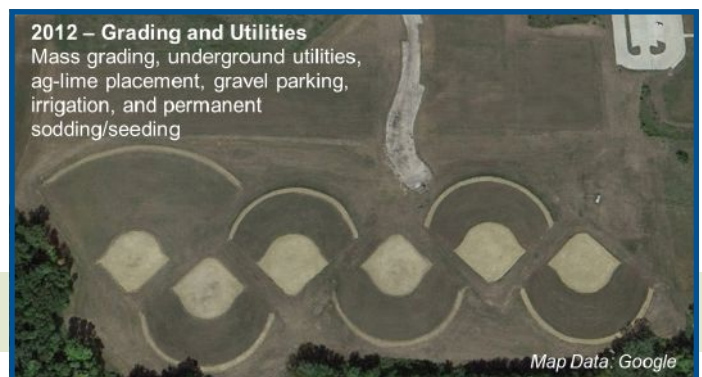 2012 – Grading and Utilities
Mass grading, underground utilities,
ag-lime placement, gravel parking,
irrigation, and permanent
sodding/seeding
Map Data: Google